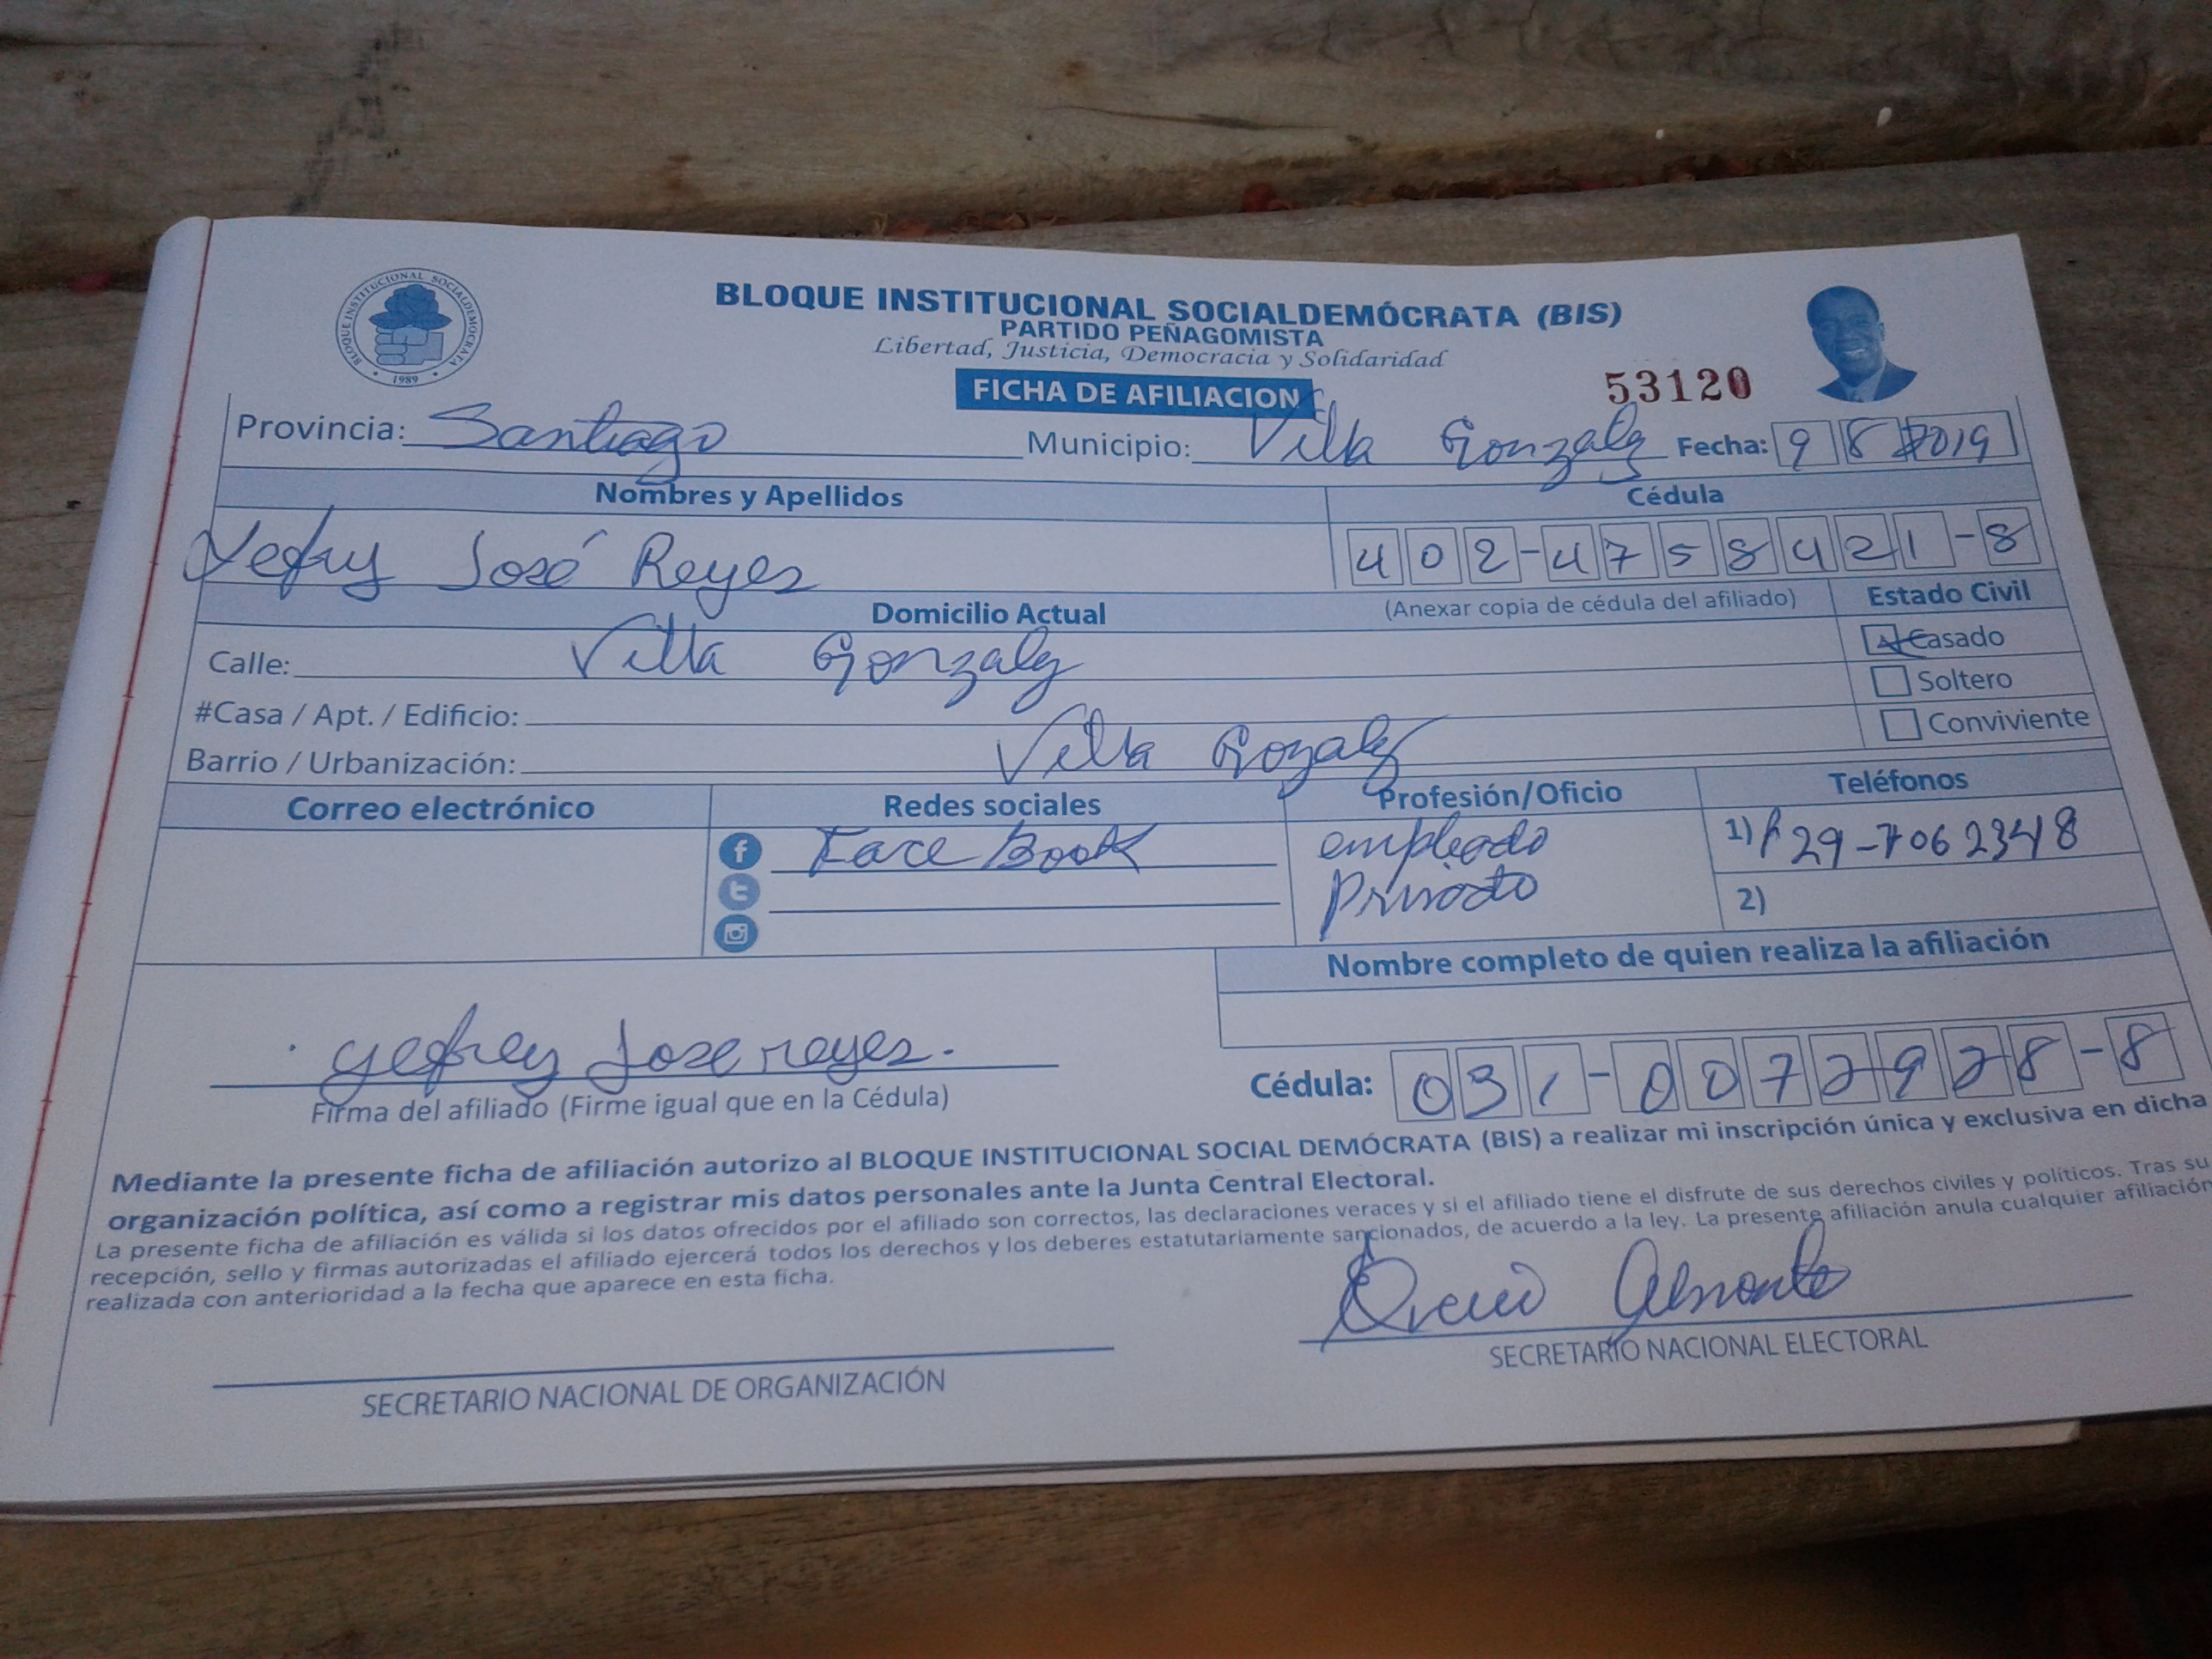 BLOQUE INSTITUCIONAL SOCIALDEMÓCRATA
1989
BLOQUE INSTITUCIONAL SOCIALDEMÓCRATA (BIS)
PARTIDO PEÑAGOMISTA
Libertad, Justicia, Democracia y Solidaridad
FICHA DE AFILIACION
53120
Provincia: Santiago Municipio: Villa Gonzalez Fecha: 9 8 2019
Nombres y Apellidos Cédula
Yefry José Reyes 402-4758421-8
Domicilio Actual (Anexar copia de cédula del afiliado) Estado Civil
Calle: Villa Gonzalez Casado
#Casa / Apt. / Edificio: Soltero
Barrio / Urbanización: Villa Gozalez Conviviente
Correo electrónico Redes sociales Profesión/Oficio Teléfonos
Face Book empleado 1) 29-7062348
Privado 2)
Nombre completo de quien realiza la afiliación
yefrey Jose reyes.
Cédula: 031-0072928-8
Firma del afiliado (Firme igual que en la Cédula)
Mediante la presente ficha de afiliación autorizo al BLOQUE INSTITUCIONAL SOCIAL DEMÓCRATA (BIS) a realizar mi inscripción única y exclusiva en dicha
organización política, así como a registrar mis datos personales ante la Junta Central Electoral.
La presente ficha de afiliación es válida si los datos ofrecidos por el afiliado son correctos, las declaraciones veraces y si el afiliado tiene el disfrute de sus derechos civiles y políticos. Tras su
recepción, sello y firmas autorizadas el afiliado ejercerá todos los derechos y los deberes estatutariamente sancionados, de acuerdo a la ley. La presente afiliación anula cualquier afiliación
realizada con anterioridad a la fecha que aparece en esta ficha.
Almonte
SECRETARIO NACIONAL DE ORGANIZACIÓN SECRETARIO NACIONAL ELECTORAL